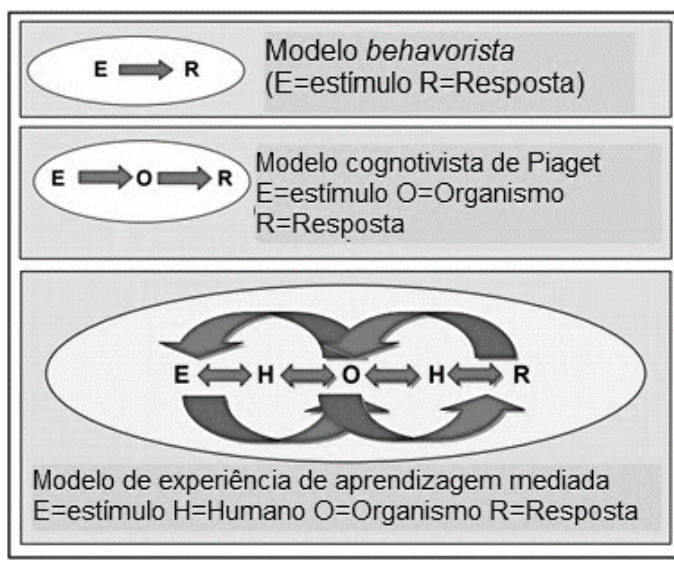 E R
Modelo behavorista
(E=estímulo R=Resposta)
E O R
Modelo cognotivista de Piaget
E=estímulo O=Organismo
R=Resposta
E H O H R
Modelo de experiência de aprendizagem mediada
E=estímulo H=Humano O=Organismo R=Resposta